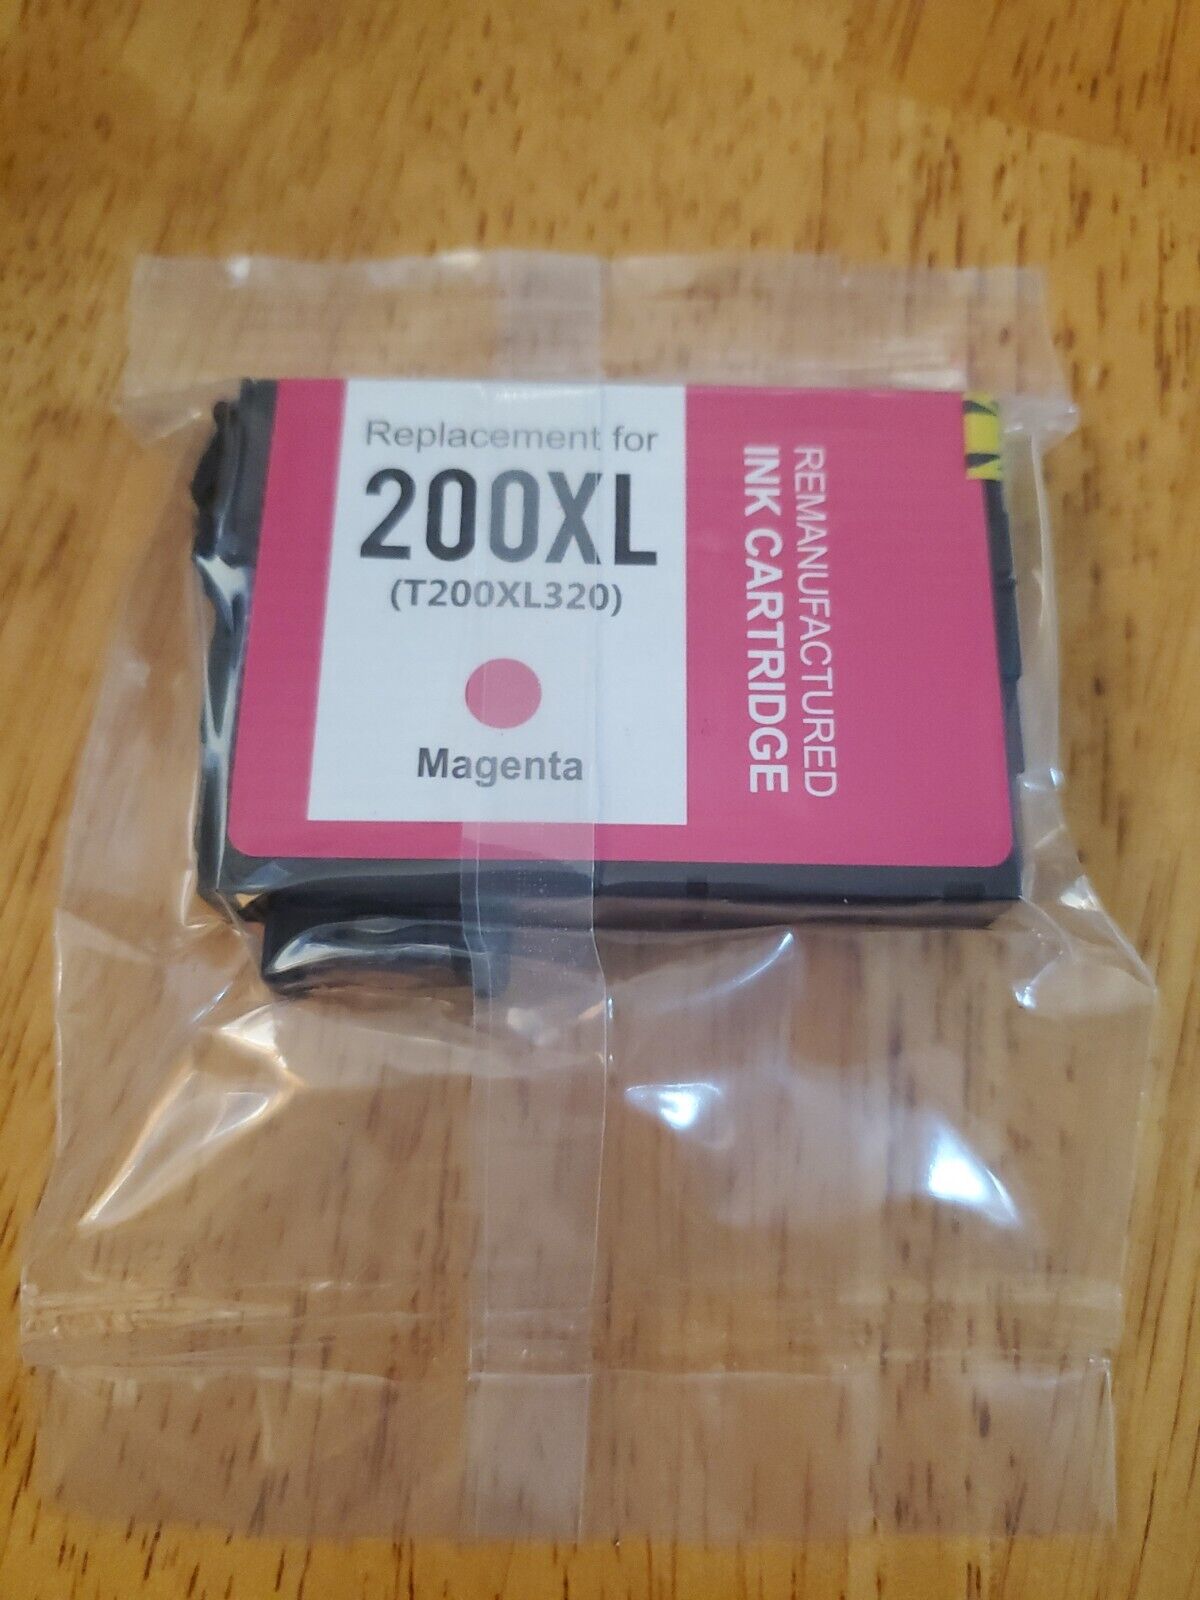 Replacement for
200XL
(T200XL320)
Magenta
REMANUFACTURED
INK CARTRIDGE